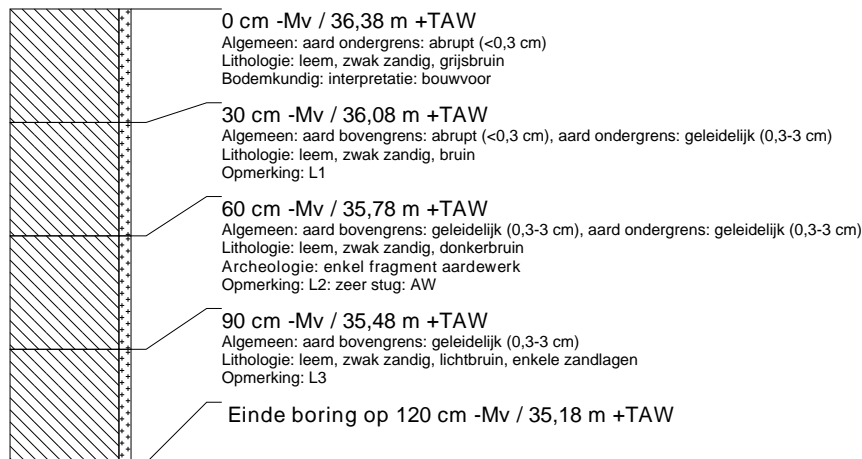 0 cm -Mv / 36,38 m +TAW
Algemeen: aard ondergrens: abrupt (<0,3 cm)
Lithologie: leem, zwak zandig, grijsbruin
Bodemkundig: interpretatie: bouwvoor
30 cm -Mv / 36,08 m +TAW
Algemeen: aard bovengrens: abrupt (<0,3 cm), aard ondergrens: geleidelijk (0,3-3 cm)
Lithologie: leem, zwak zandig, bruin
Opmerking: L1
60 cm -Mv / 35,78 m +TAW
Algemeen: aard bovengrens: geleidelijk (0,3-3 cm), aard ondergrens: geleidelijk (0,3-3 cm)
Lithologie: leem, zwak zandig, donkerbruin
Archeologie: enkel fragment aardewerk
Opmerking: L2: zeer stug: AW
90 cm -Mv / 35,48 m +TAW
Algemeen: aard bovengrens: geleidelijk (0,3-3 cm)
Lithologie: leem, zwak zandig, lichtbruin, enkele zandlagen
Opmerking: L3
Einde boring op 120 cm -Mv / 35,18 m +TAW